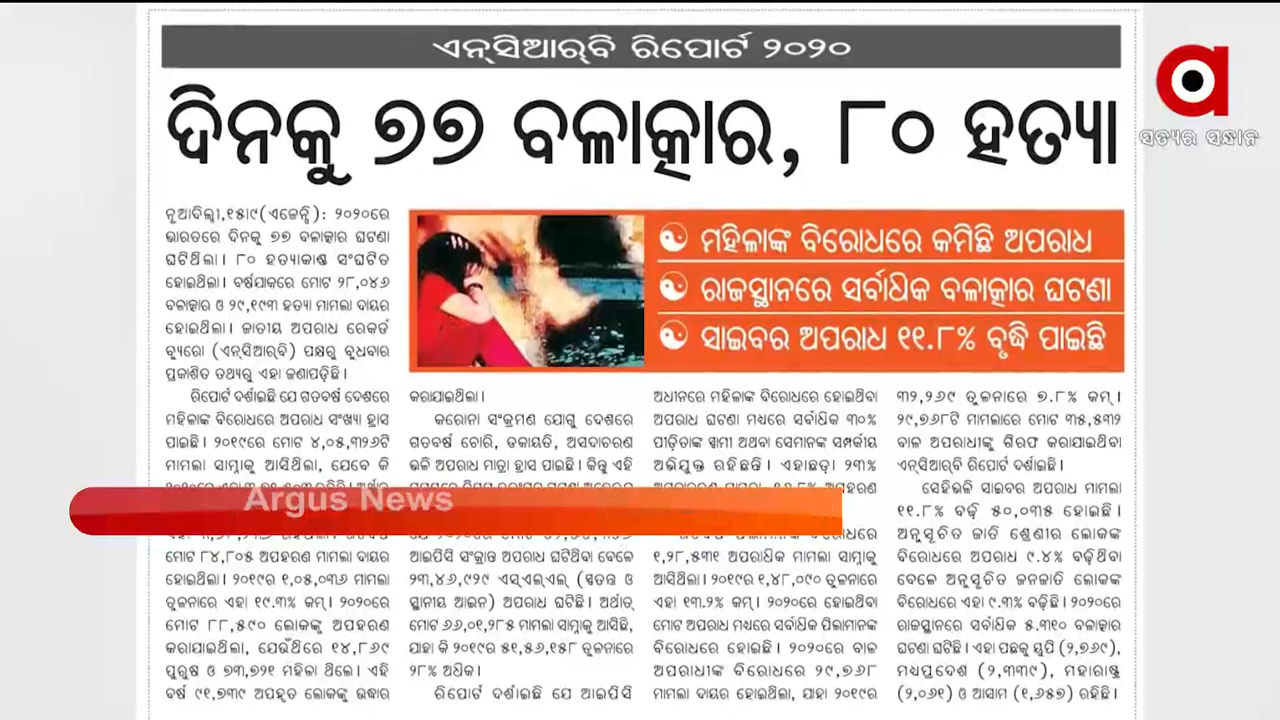 ଏନ୍‌ସିଆର୍‌ବି ରିପୋର୍ଟ ୨୦୨୦
ଦିନକୁ ୭୭ ବଳାତ୍କାର, ୮୦ ହତ୍ୟା
ସତ୍ୟର ସନ୍ଧାନ
ନୂଆଦିଲ୍ଲୀ,୧୫।୯(ଏଜେନ୍ସି): ୨୦୨୦ରେ
ଭାରତରେ ଦିନକୁ ୭୭ ବଳାତ୍କାର ଘଟଣା
ଘଟିଥିଲା। ୮୦ ହତ୍ୟାକାଣ୍ଡ ସଂଘଟିତ
ହୋଇଥିଲା। ବର୍ଷଯାକରେ ମୋଟ ୨୮,୦୪୬
ବଳାତ୍କାର ଓ ୨୯,୧୯୩ ହତ୍ୟା ମାମଲା ଦାୟର
ହୋଇଥିଲା। ଜାତୀୟ ଅପରାଧ ରେକର୍ଡ
ବ୍ୟୁରୋ (ଏନ୍‌ସିଆର୍‌ବି) ପକ୍ଷରୁ ବୁଧବାର
ପ୍ରକାଶିତ ତଥ୍ୟରୁ ଏହା ଜଣାପଡ଼ିଛି।
ରିପୋର୍ଟ ଦର୍ଶାଇଛି ଯେ ଗତବର୍ଷ ଦେଶରେ
ମହିଳାଙ୍କ ବିରୋଧରେ ଅପରାଧ ସଂଖ୍ୟା ହ୍ରାସ
ପାଇଛି। ୨୦୧୯ରେ ମୋଟ ୪,୦୫,୩୨୬ଟି
ମାମଲା ସାମ୍ନାକୁ ଆସିଥିଲା, ଯେବେ କି
ମୋଟ ୮୪,୮୦୫ ଅପହରଣ ମାମଲା ଦାୟର
ହୋଇଥିଲା। ୨୦୧୯ର ୧,୦୫,୦୩୬ ମାମଲା
ତୁଳନାରେ ଏହା ୧୯.୩% କମ୍। ୨୦୨୦ରେ
ମୋଟ ୮୮,୫୯୦ ଲୋକଙ୍କୁ ଅପହରଣ
କରାଯାଇଥିଲା, ଯେଉଁଥିରେ ୧୪,୮୬୯
ପୁରୁଷ ଓ ୭୩,୭୨୧ ମହିଳା ଥିଲେ। ଏହି
ବର୍ଷ ୯୧,୭୩୯ ଅପହୃତ ଲୋକଙ୍କୁ ଉଦ୍ଧାର
ମହିଳାଙ୍କ ବିରୋଧରେ କମିଛି ଅପରାଧ
ରାଜସ୍ଥାନରେ ସର୍ବାଧିକ ବଳାତ୍କାର ଘଟଣା
ସାଇବର ଅପରାଧ ୧୧.୮% ବୃଦ୍ଧି ପାଇଛି
କରାଯାଇଥିଲା।
କରୋନା ସଂକ୍ରମଣ ଯୋଗୁ ଦେଶରେ
ଗତବର୍ଷ ଚୋରି, ଡକାୟତି, ଅସଦାଚରଣ
ଭଳି ଅପରାଧ ମାତ୍ରା ହ୍ରାସ ପାଇଛି। କିନ୍ତୁ ଏହି
Argus News
ଆଇପିସି ସଂକ୍ରାନ୍ତ ଅପରାଧ ଘଟିଥିବା ବେଳେ
୨୩,୪୬,୯୨୯ ଏସ୍‌ଏଲ୍‌ଏଲ୍ (ସ୍ୱତନ୍ତ୍ର ଓ
ସ୍ଥାନୀୟ ଆଇନ) ଅପରାଧ ଘଟିଛି। ଅର୍ଥାତ୍
ମୋଟ ୬୬,୦୧,୨୮୫ ମାମଲା ସାମ୍ନାକୁ ଆସିଛି,
ଯାହା କି ୨୦୧୯ର ୫୧,୫୬,୧୫୮ ତୁଳନାରେ
୨୮% ଅଧିକ।
ରିପୋର୍ଟ ଦର୍ଶାଇଛି ଯେ ଆଇପିସି
ଅଧୀନରେ ମହିଳାଙ୍କ ବିରୋଧରେ ହୋଇଥିବା
ଅପରାଧ ଘଟଣା ମଧ୍ୟରେ ସର୍ବାଧିକ ୩୦%
ପୀଡ଼ିତାଙ୍କ ସ୍ୱାମୀ ଅଥବା ସେମାନଙ୍କ ସମ୍ପର୍କୀୟ
ଅଭିଯୁକ୍ତ ରହିଛନ୍ତି। ଏହାଛଡ଼ା ୨୩%
୧,୨୮,୫୩୧ ଅପରାଧିକ ମାମଲା ସାମ୍ନାକୁ
ଆସିଥିଲା। ୨୦୧୯ର ୧,୪୮,୦୯୦ ତୁଳନାରେ
ଏହା ୧୩.୨% କମ୍। ୨୦୨୦ରେ ହୋଇଥିବା
ମୋଟ ଅପରାଧ ମଧ୍ୟରେ ସର୍ବାଧିକ ପିଲାମାନଙ୍କ
ବିରୋଧରେ ହୋଇଛି। ୨୦୨୦ରେ ବାଳ
ଅପରାଧୀଙ୍କ ବିରୋଧରେ ୨୯,୭୬୮
ମାମଲା ଦାୟର ହୋଇଥିଲା, ଯାହା ୨୦୧୯ର
୩୨,୨୬୯ ତୁଳନାରେ ୭.୮% କମ୍।
୨୯,୭୬୮ଟି ମାମଲାରେ ମୋଟ ୩୫,୫୩୨
ବାଳ ଅପରାଧୀଙ୍କୁ ଗିରଫ କରାଯାଇଥିବା
ଏନ୍‌ସିଆର୍‌ବି ରିପୋର୍ଟ ଦର୍ଶାଇଛି।
ସେହିଭଳି ସାଇବର ଅପରାଧ ମାମଲା
୧୧.୮% ବଢ଼ି ୫୦,୦୩୫ ହୋଇଛି।
ଅନୁସୂଚିତ ଜାତି ଶ୍ରେଣୀର ଲୋକଙ୍କ
ବିରୋଧରେ ଅପରାଧ ୯.୪% ବଢ଼ିଥିବା
ବେଳେ ଅନୁସୂଚିତ ଜନଜାତି ଲୋକଙ୍କ
ବିରୋଧରେ ଏହା ୯.୩% ବଢ଼ିଛି। ୨୦୨୦ରେ
ରାଜସ୍ଥାନରେ ସର୍ବାଧିକ ୫.୩୧୦ ବଳାତ୍କାର
ଘଟଣା ଘଟିଛି। ଏହା ପଛକୁ ୟୁପି (୨,୭୬୯),
ମଧ୍ୟପ୍ରଦେଶ (୨,୩୩୯), ମହାରାଷ୍ଟ୍ର
(୨,୦୬୧) ଓ ଆସାମ (୧,୬୫୭) ରହିଛି।